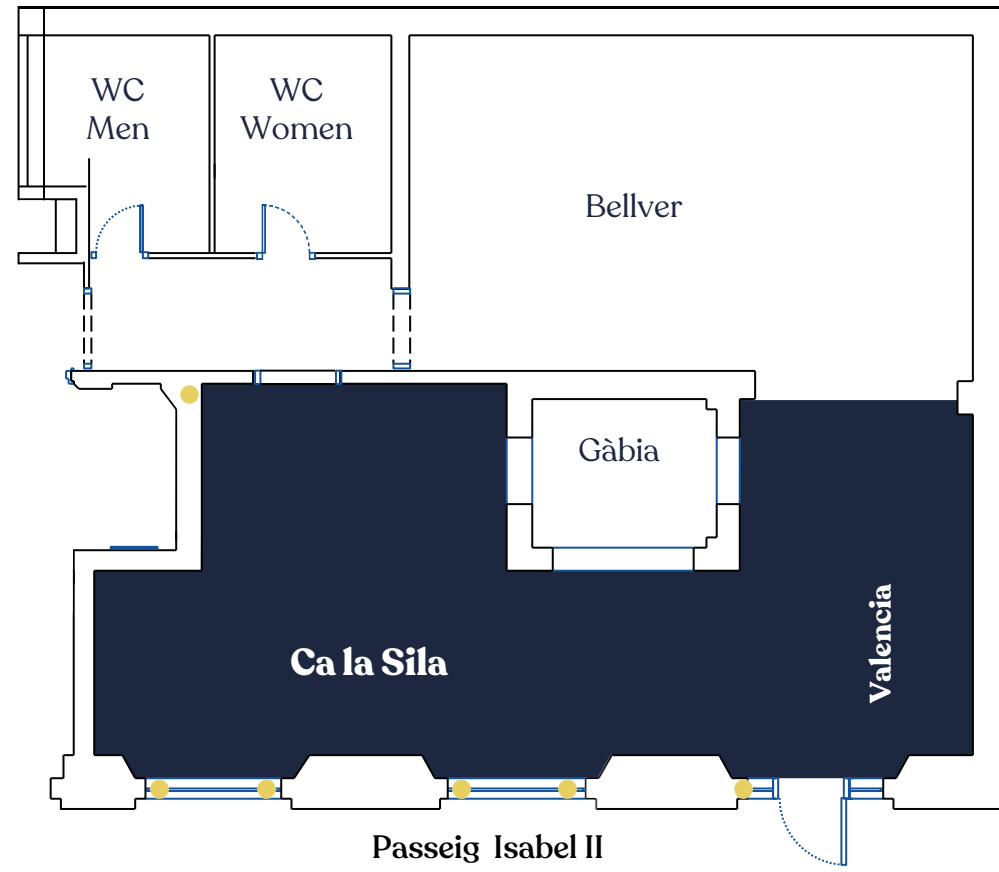 WC
Men
WC
Women
Bellver
Gàbia
Ca la Sila
Valencia
Passeig Isabel II